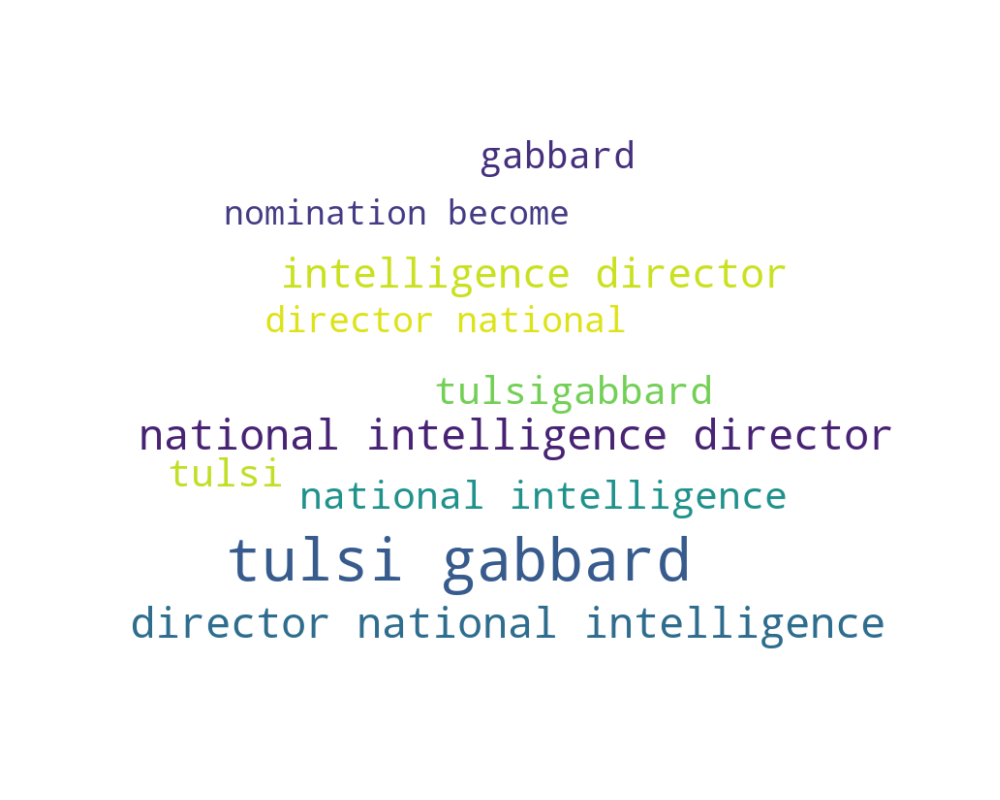 gabbard
nomination become
intelligence director
director national
tulsigabbard
national intelligence director
tulsi
national intelligence
tulsi gabbard
director national intelligence